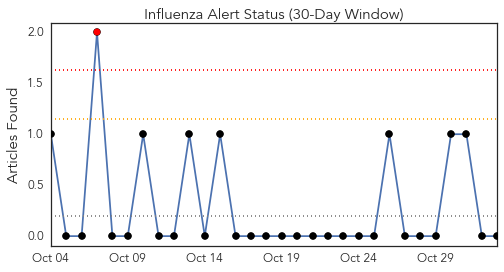 Influenza Alert Status (30-Day Window)
Articles Found
2.0
1.5
1.0
0.5
0.0
Oct 04 Oct 09 Oct 14 Oct 19 Oct 24 Oct 29